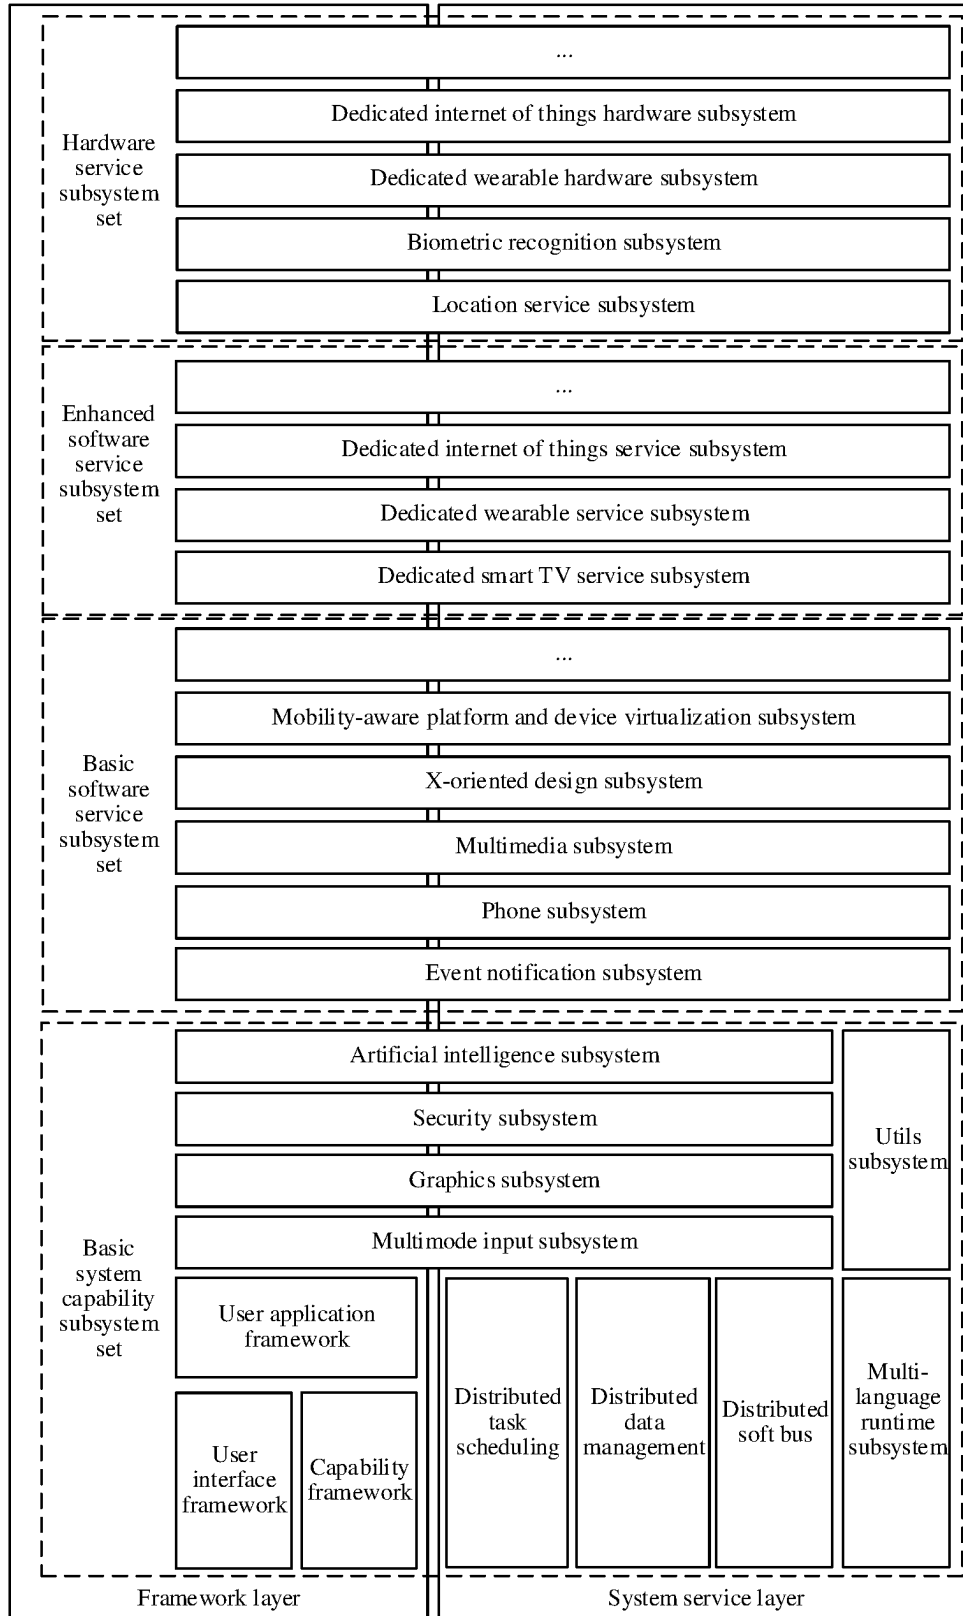 Hardware
service
subsystem
set
...
Dedicated internet of things hardware subsystem
Dedicated wearable hardware subsystem
Biometric recognition subsystem
Location service subsystem
Enhanced
software
service
subsystem
set
...
Dedicated internet of things service subsystem
Dedicated wearable service subsystem
Dedicated smart TV service subsystem
Basic
software
service
subsystem
set
...
Mobility-aware platform and device virtualization subsystem
X-oriented design subsystem
Multimedia subsystem
Phone subsystem
Event notification subsystem
Basic
system
capability
subsystem
set
Artificial intelligence subsystem
Security subsystem
Graphics subsystem
Multimode input subsystem
Utils
subsystem
User application
framework
User
interface
framework
Capability
framework
Distributed
task
scheduling
Distributed
data
management
Distributed
soft bus
Multi-
language
runtime
subsystem
Framework layer
System service layer